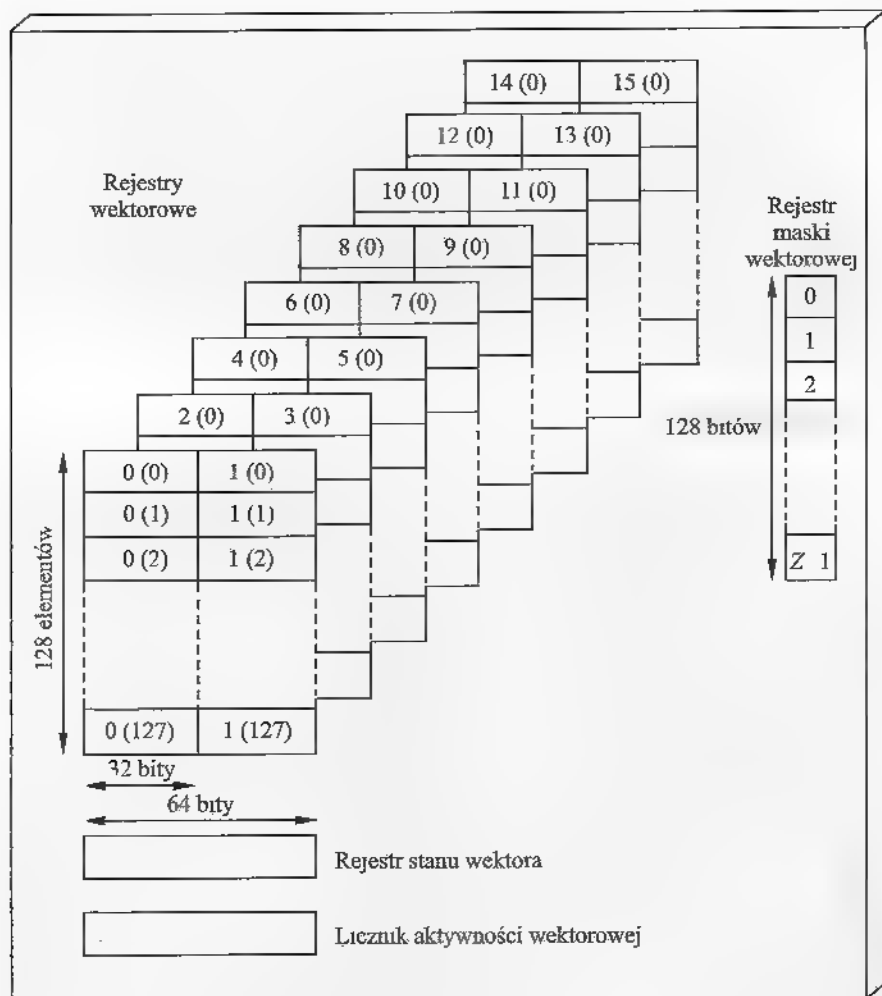 14 (0) 15 (0)
12 (0) 13 (0)
10 (0) 11 (0)
8 (0) 9 (0)
6 (0) 7 (0)
4 (0) 5 (0)
2 (0) 3 (0)
0 (0) 1 (0)
0 (1) 1 (1)
0 (2) 1 (2)
0 (127) 1 (127)
Rejestry
wektorowe
128 elementów
32 bity
64 bity
Rejestr stanu wektora
Licznik aktywności wektorowej
Rejestr
maski
wektorowej
0
1
2
Z 1
128 bitów